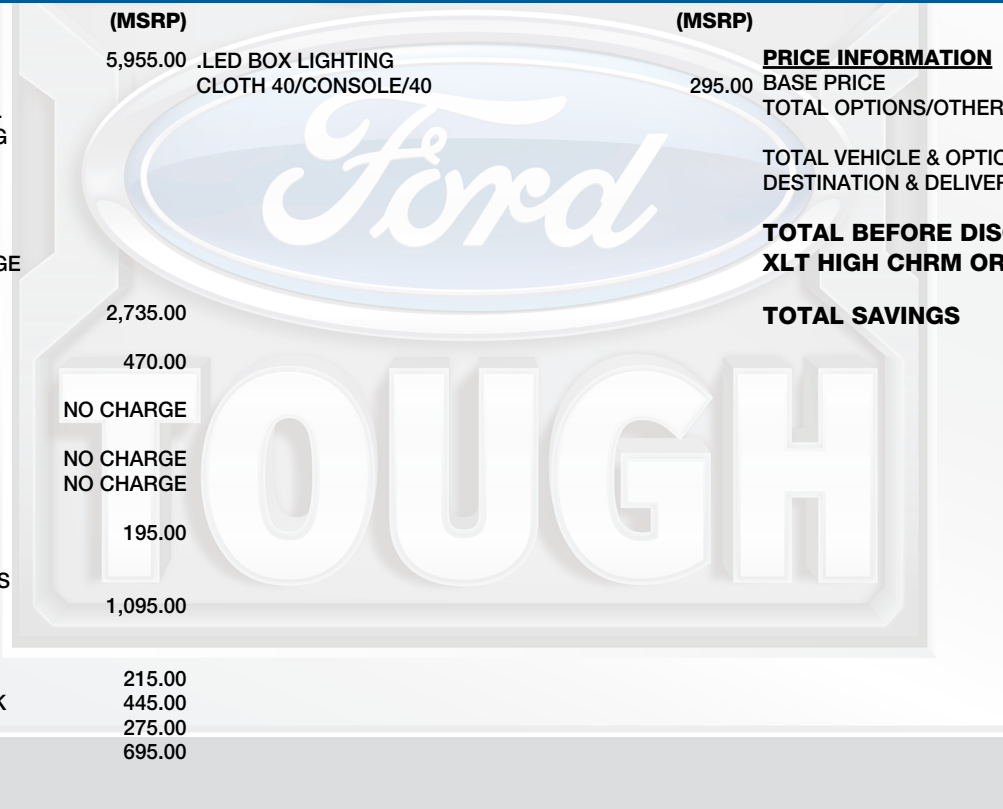 (MSRP)
5,955.00
G
GE
2,735.00
470.00
NO CHARGE
NO CHARGE
NO CHARGE
195.00
S
1,095.00
215.00
K 445.00
275.00
695.00
(MSRP)
.LED BOX LIGHTING
CLOTH 40/CONSOLE/40 295.00
PRICE INFORMATION
BASE PRICE
TOTAL OPTIONS/OTHER
TOTAL VEHICLE & OPTIO
DESTINATION & DELIVER
TOTAL BEFORE DIS
XLT HIGH CHRM OR
TOTAL SAVINGS
Ford
TOUGH